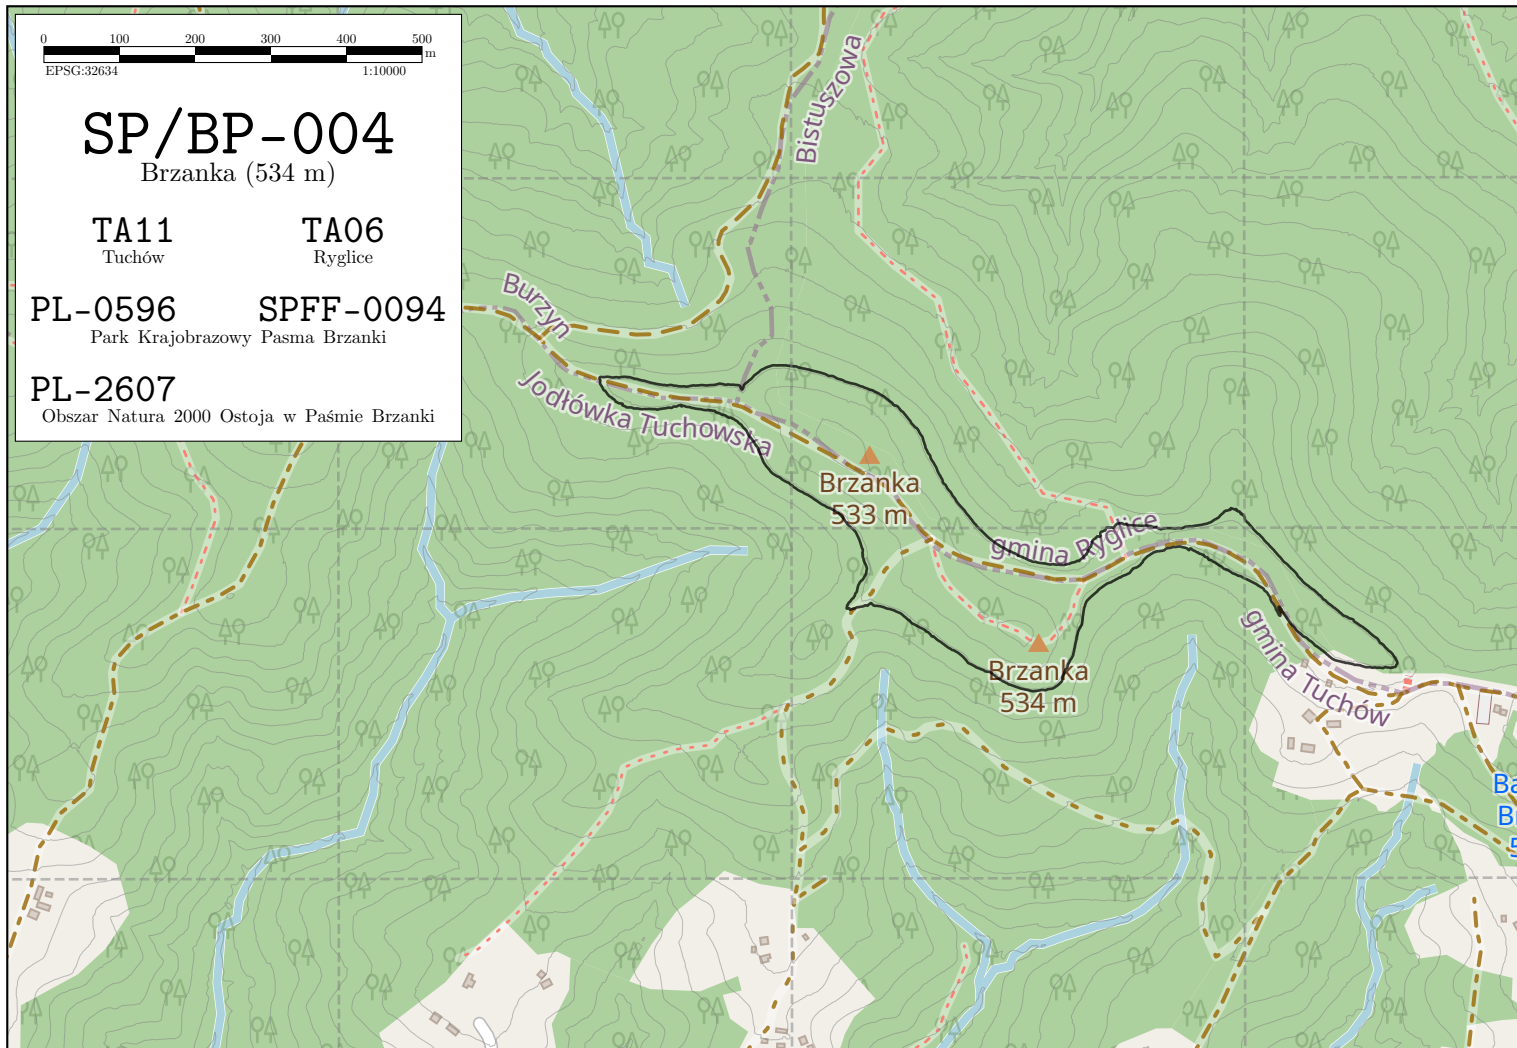 0 100 200 300 400 500
m
EPSG:32634 1:10000
SP/BP-004
Brzanka (534 m)
TA11 TA06
Tuchów Ryglice
PL-0596 SPFF-0094
Park Krajobrazowy Pasma Brzanki
PL-2607
Obszar Natura 2000 Ostoja w Paśmie Brzanki
Bistuszowa
Burzyn
Jodłówka Tuchowska
Brzanka
533 m
gmina Ryglice
Brzanka
534 m
gmina Tuchów
Ba
B
5